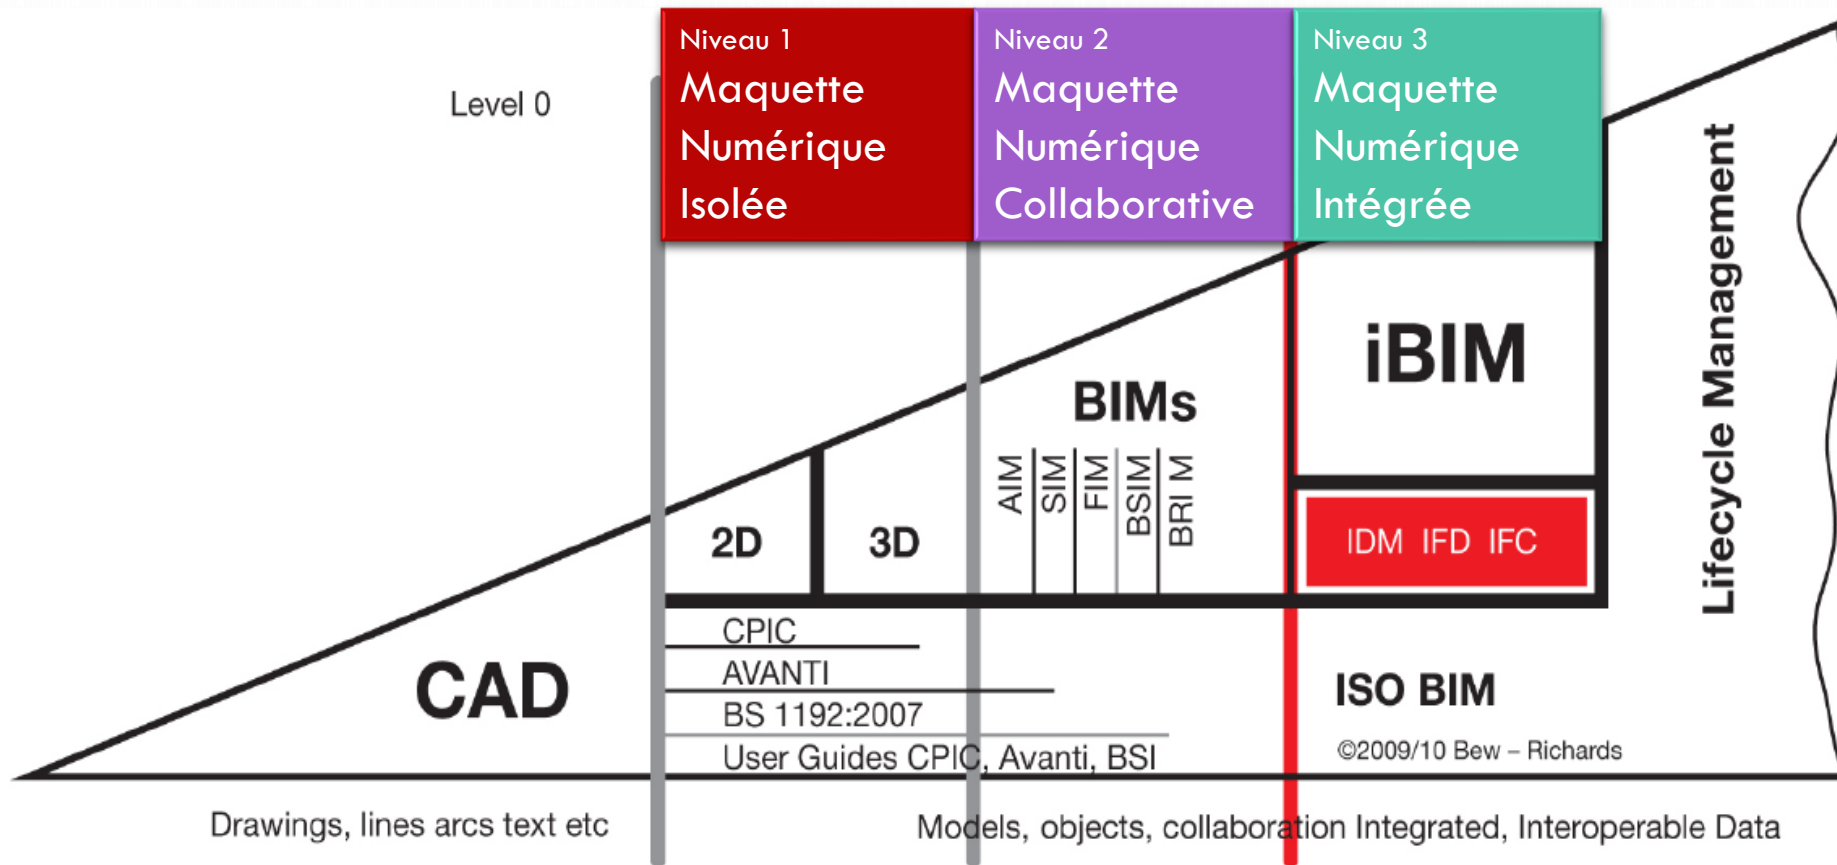 Level 0
Niveau 1
Maquette
Numérique
Isolée
Niveau 2
Maquette
Numérique
Collaborative
Niveau 3
Maquette
Numérique
Intégrée
iBIM
BIMs
AIM
SIM
FIM
BSIM
BRI M
2D
3D
IDM IFD IFC
Lifecycle Management
CAD
CPIC
AVANTI
BS 1192:2007
User Guides CPIC, Avanti, BSI
ISO BIM
©2009/10 Bew – Richards
Drawings, lines arcs text etc
Models, objects, collaboration Integrated, Interoperable Data